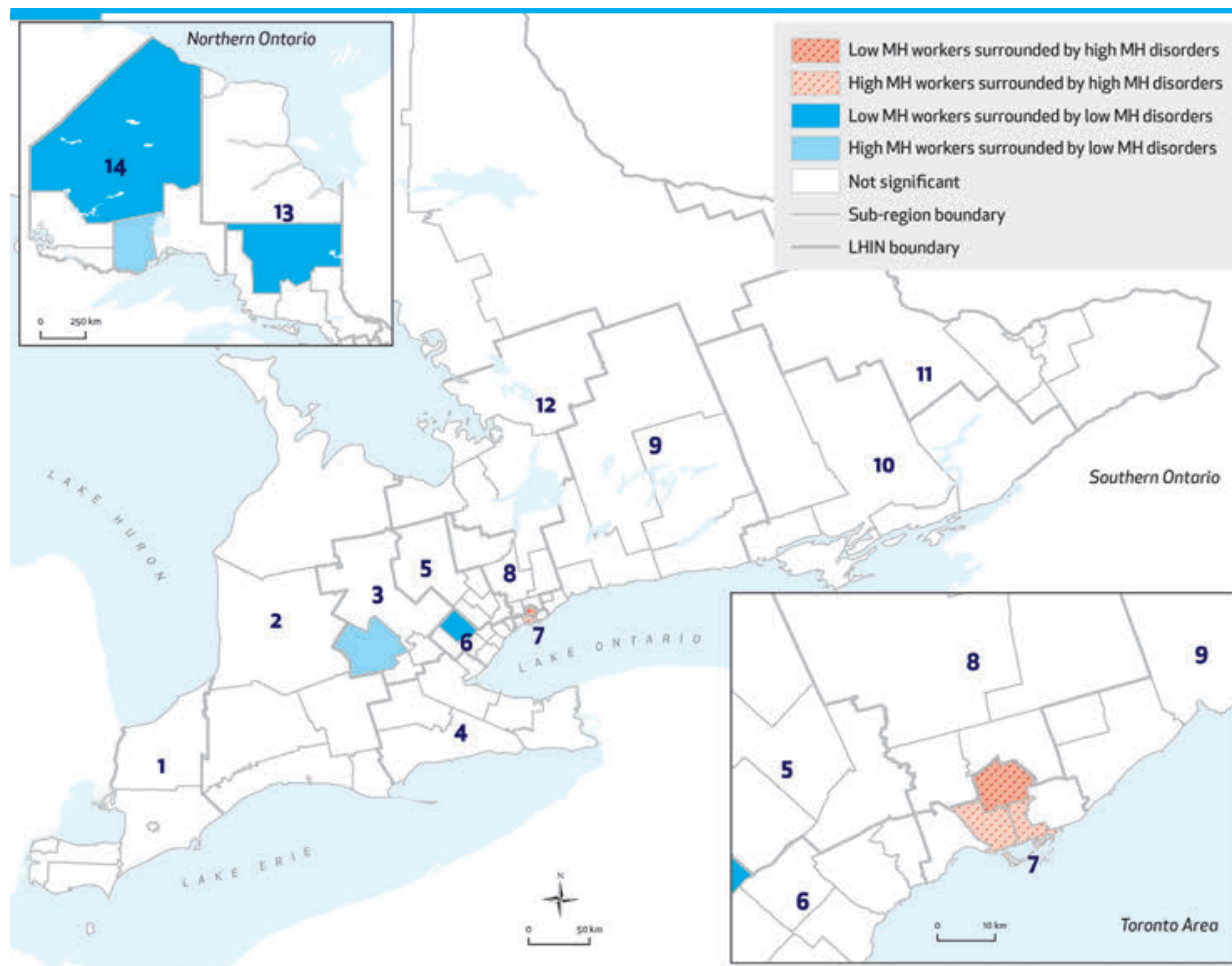 Northern Ontario
14
13
0 250 km
Low MH workers surrounded by high MH disorders
High MH workers surrounded by high MH disorders
Low MH workers surrounded by low MH disorders
High MH workers surrounded by low MH disorders
Not significant
Sub-region boundary
LHIN boundary
11
12
9
10
Southern Ontario
LAKE HURON
5
8
3
2
6
7
LAKE ONTARIO
4
1
LAKE ERIE
N
0 50 km
8
9
5
7
6
0 10 km
Toronto Area